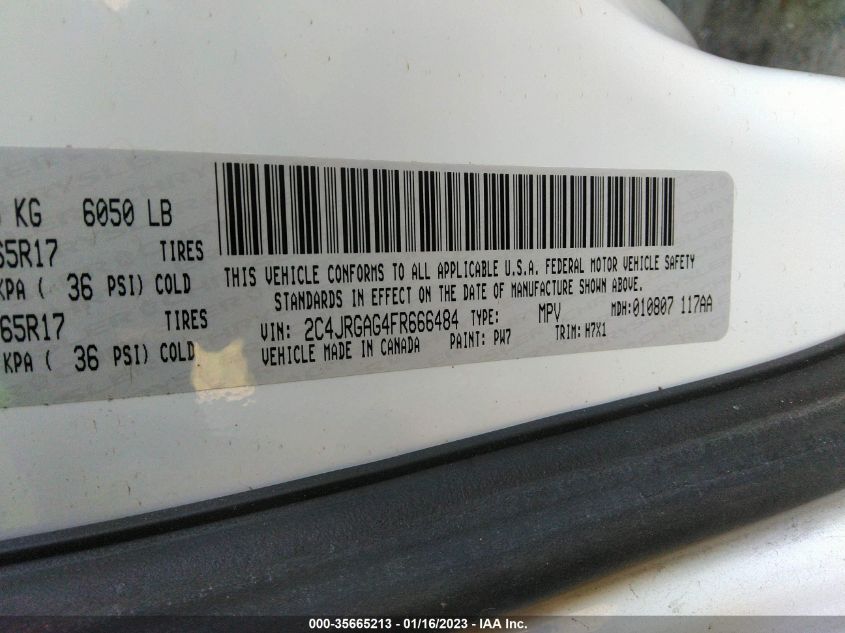 KG 6050 LB
65R17 TIRES
KPA ( 36 PSI) COLD
65R17 TIRES
KPA ( 36 PSI) COLD
THIS VEHICLE CONFORMS TO ALL APPLICABLE U.S.A. FEDERAL MOTOR VEHICLE SAFETY
STANDARDS IN EFFECT ON THE DATE OF MANUFACTURE SHOWN ABOVE.
VIN: 2C4JRGAG4FR666484 TYPE: MPV MDH:010807 117AA
VEHICLE MADE IN CANADA PAINT: PW7 TRIM: H7X1
000-35665213 - 01/16/2023 - IAA Inc.